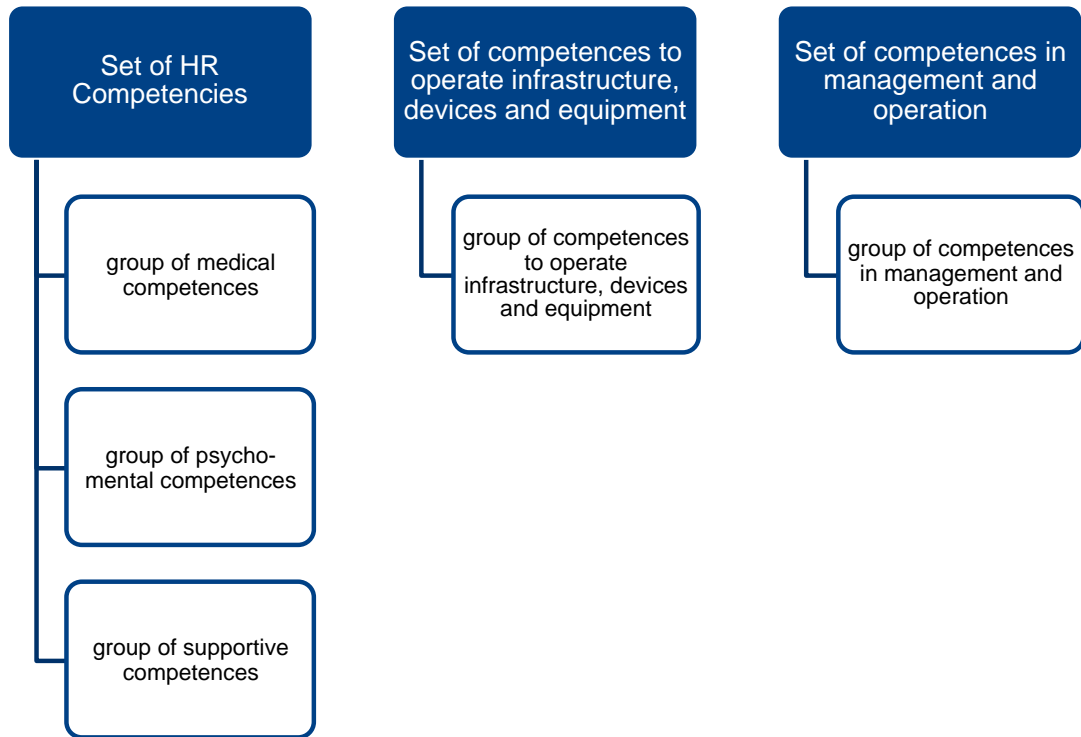 Set of HR
Competencies
group of medical
competences
group of psycho-
mental competences
group of supportive
competences
Set of competences to
operate infrastructure,
devices and equipment
group of competences
to operate
infrastructure, devices
and equipment
Set of competences in
management and
operation
group of competences
in management and
operation